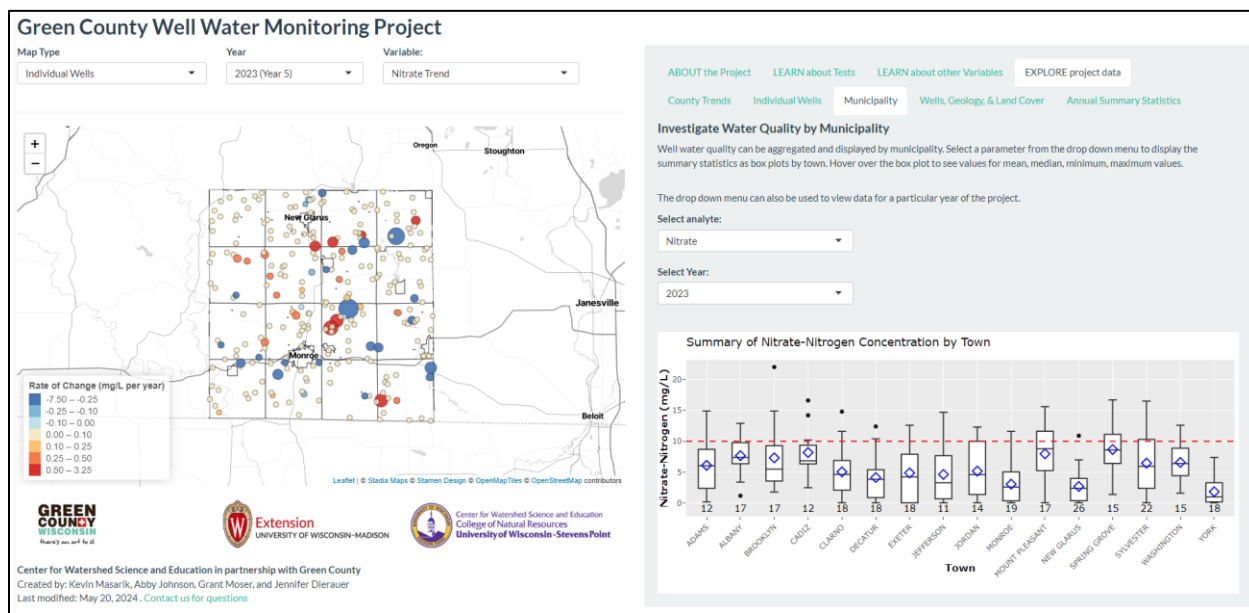 Green County Well Water Monitoring Project
Map Type
Year
Variable:
Individual Wells
2023 (Year 5)
Nitrate Trend
+
−
Oregon
Stoughton
New Glarus
Janesville
Monroe
Beloit
Rate of Change (mg/L per year)
-7.50 – -0.25
-0.25 – -0.10
-0.10 – 0.00
0.00 – 0.10
0.10 – 0.25
0.25 – 0.50
0.50 – 3.25
Leaflet | © Stadia Maps © Stamen Design © OpenMapTiles © OpenStreetMap contributors
GREEN
COUNTY
WISCONSIN
there's an art to it.
Extension
UNIVERSITY OF WISCONSIN–MADISON
Center for Watershed Science and Education
College of Natural Resources
University of Wisconsin-Stevens Point
Center for Watershed Science and Education in partnership with Green County
Created by: Kevin Masarik, Abby Johnson, Grant Moser, and Jennifer Dierauer
Last modified: May 20, 2024 . Contact us for questions
ABOUT the Project
LEARN about Tests
LEARN about other Variables
EXPLORE project data
County Trends
Individual Wells
Municipality
Wells, Geology, & Land Cover
Annual Summary Statistics
Investigate Water Quality by Municipality
Well water quality can be aggregated and displayed by municipality. Select a parameter from the drop down menu to display the
summary statistics as box plots by town. Hover over the box plot to see values for mean, median, minimum, maximum values.
The drop down menu can also be used to view data for a particular year of the project.
Select analyte:
Nitrate
Select Year:
2023
Summary of Nitrate-Nitrogen Concentration by Town
Nitrate-Nitrogen (mg/L)
20
15
10
5
0
12 17 17 12 18 18 18 11 14 19 17 26 15 22 15 18
ADAMS
ALBANY
BROOKLYN
CADIZ
CLARNO
DECATUR
EXETER
JEFFERSON
JORDAN
MONROE
MOUNT PLEASANT
NEW GLARUS
SPRING GROVE
SYLVESTER
WASHINGTON
YORK
Town